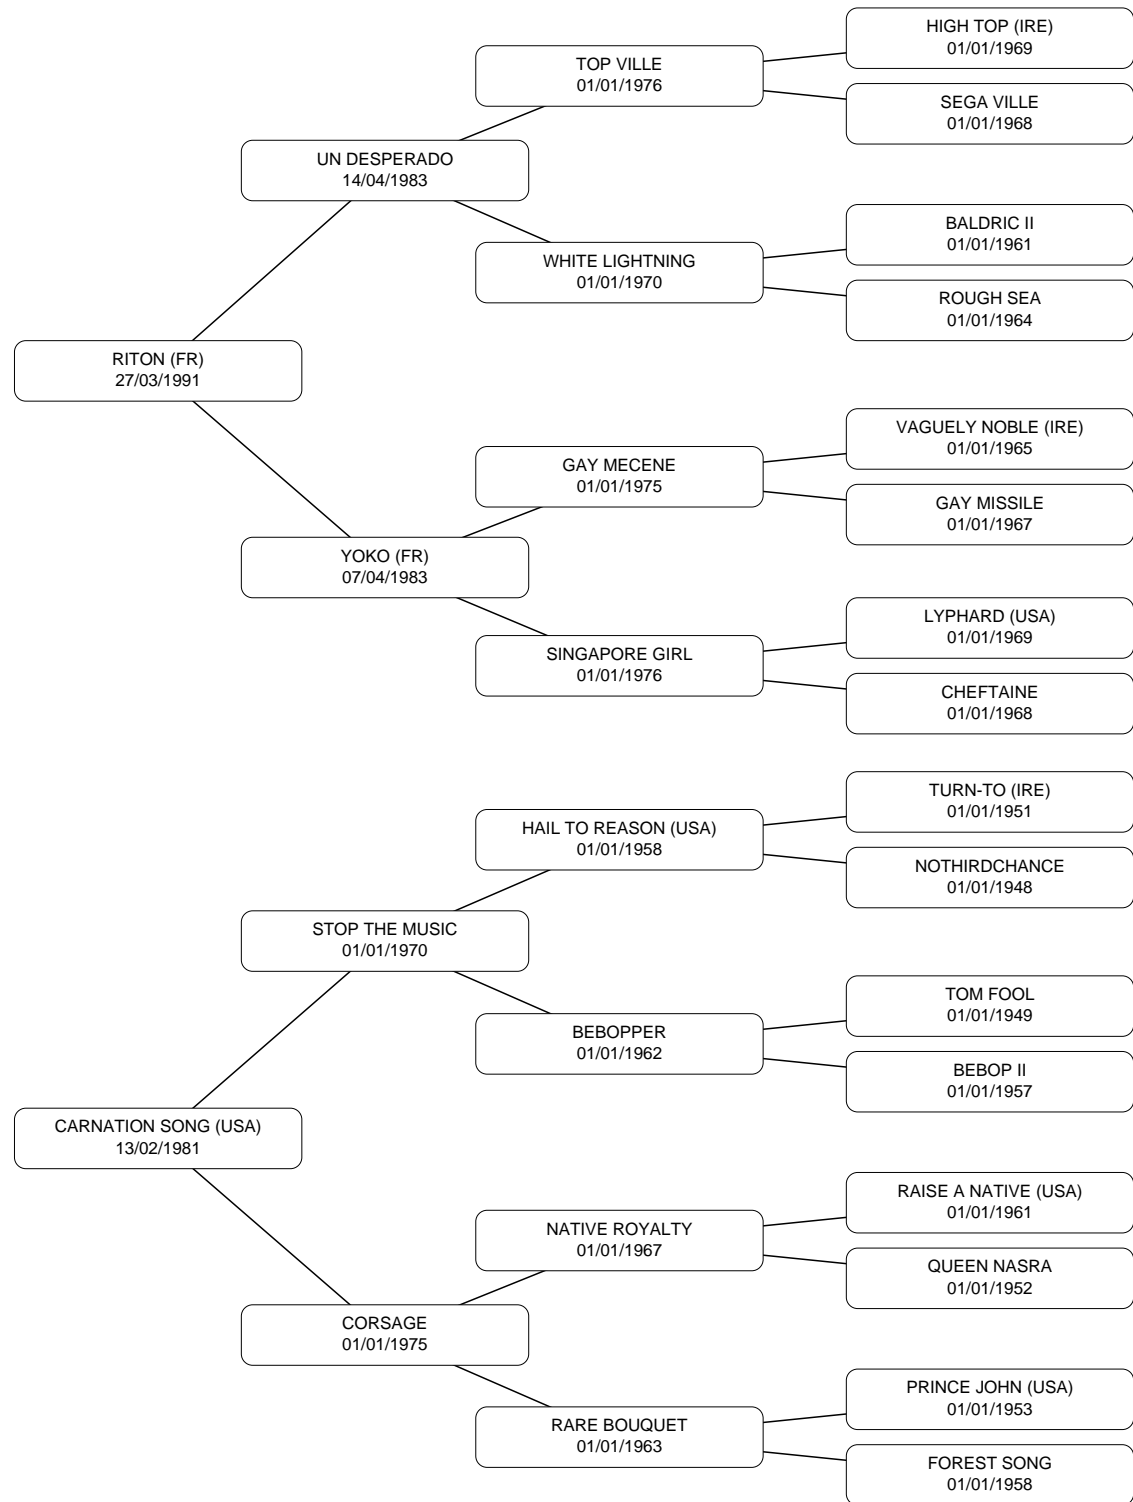 HIGH TOP (IRE)
01/01/1969
TOP VILLE
01/01/1976
SEGA VILLE
01/01/1968
UN DESPERADO
14/04/1983
BALDRIC II
01/01/1961
WHITE LIGHTNING
01/01/1970
ROUGH SEA
01/01/1964
RITON (FR)
27/03/1991
VAGUELY NOBLE (IRE)
01/01/1965
GAY MECENE
01/01/1975
GAY MISSILE
01/01/1967
YOKO (FR)
07/04/1983
LYPHARD (USA)
01/01/1969
SINGAPORE GIRL
01/01/1976
CHEFTAINE
01/01/1968
TURN-TO (IRE)
01/01/1951
HAIL TO REASON (USA)
01/01/1958
NOTHIRDCHANCE
01/01/1948
STOP THE MUSIC
01/01/1970
TOM FOOL
01/01/1949
BEBOPPER
01/01/1962
BEBOP II
01/01/1957
CARNATION SONG (USA)
13/02/1981
RAISE A NATIVE (USA)
01/01/1961
NATIVE ROYALTY
01/01/1967
QUEEN NASRA
01/01/1952
CORSAGE
01/01/1975
PRINCE JOHN (USA)
01/01/1953
RARE BOUQUET
01/01/1963
FOREST SONG
01/01/1958